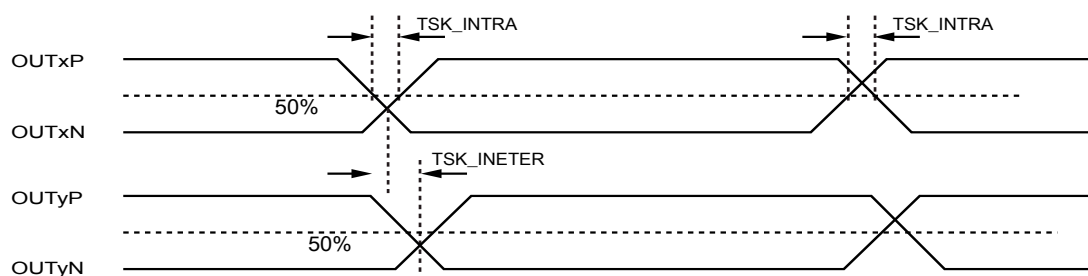 TSK_INTRA
TSK_INTRA
OUTxP
50%
OUTxN
TSK_INETER
OUTyP
50%
OUTyN